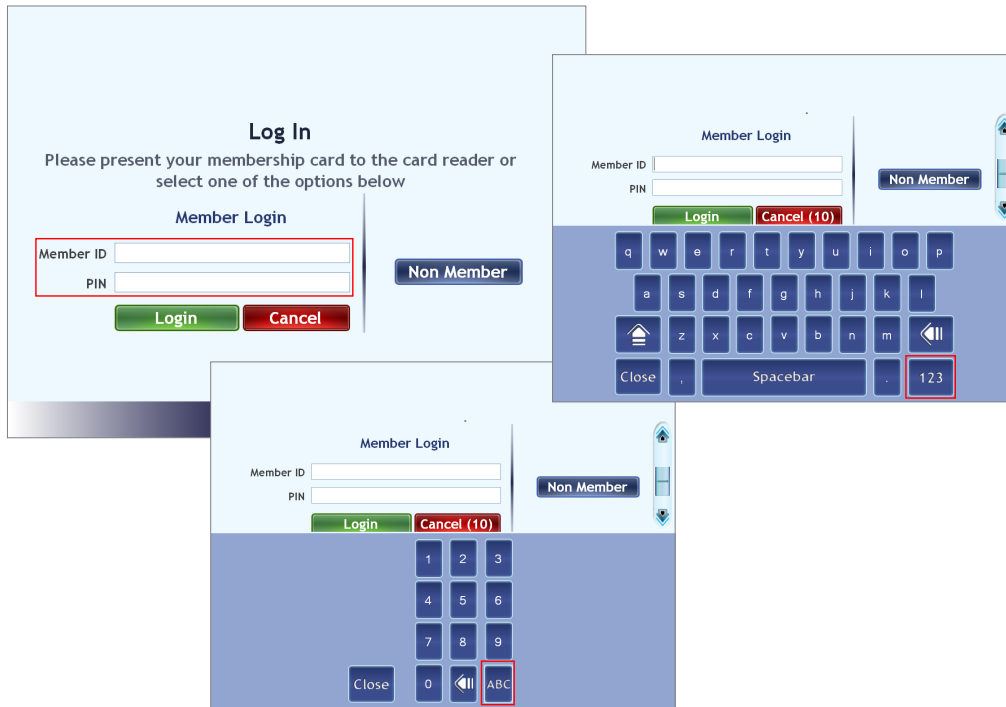 Log In
Please present your membership card to the card reader or
select one of the options below
Member Login
Member ID
PIN
Non Member
Login Cancel
Member Login
Member ID
PIN
Non Member
Login Cancel (10)
q w e r t y u i o p
a s d f g h j k l
z x c v b n m
Close , Spacebar . 123
Member Login
Member ID
PIN
Non Member
Login Cancel (10)
1 2 3
4 5 6
7 8 9
Close 0 ABC